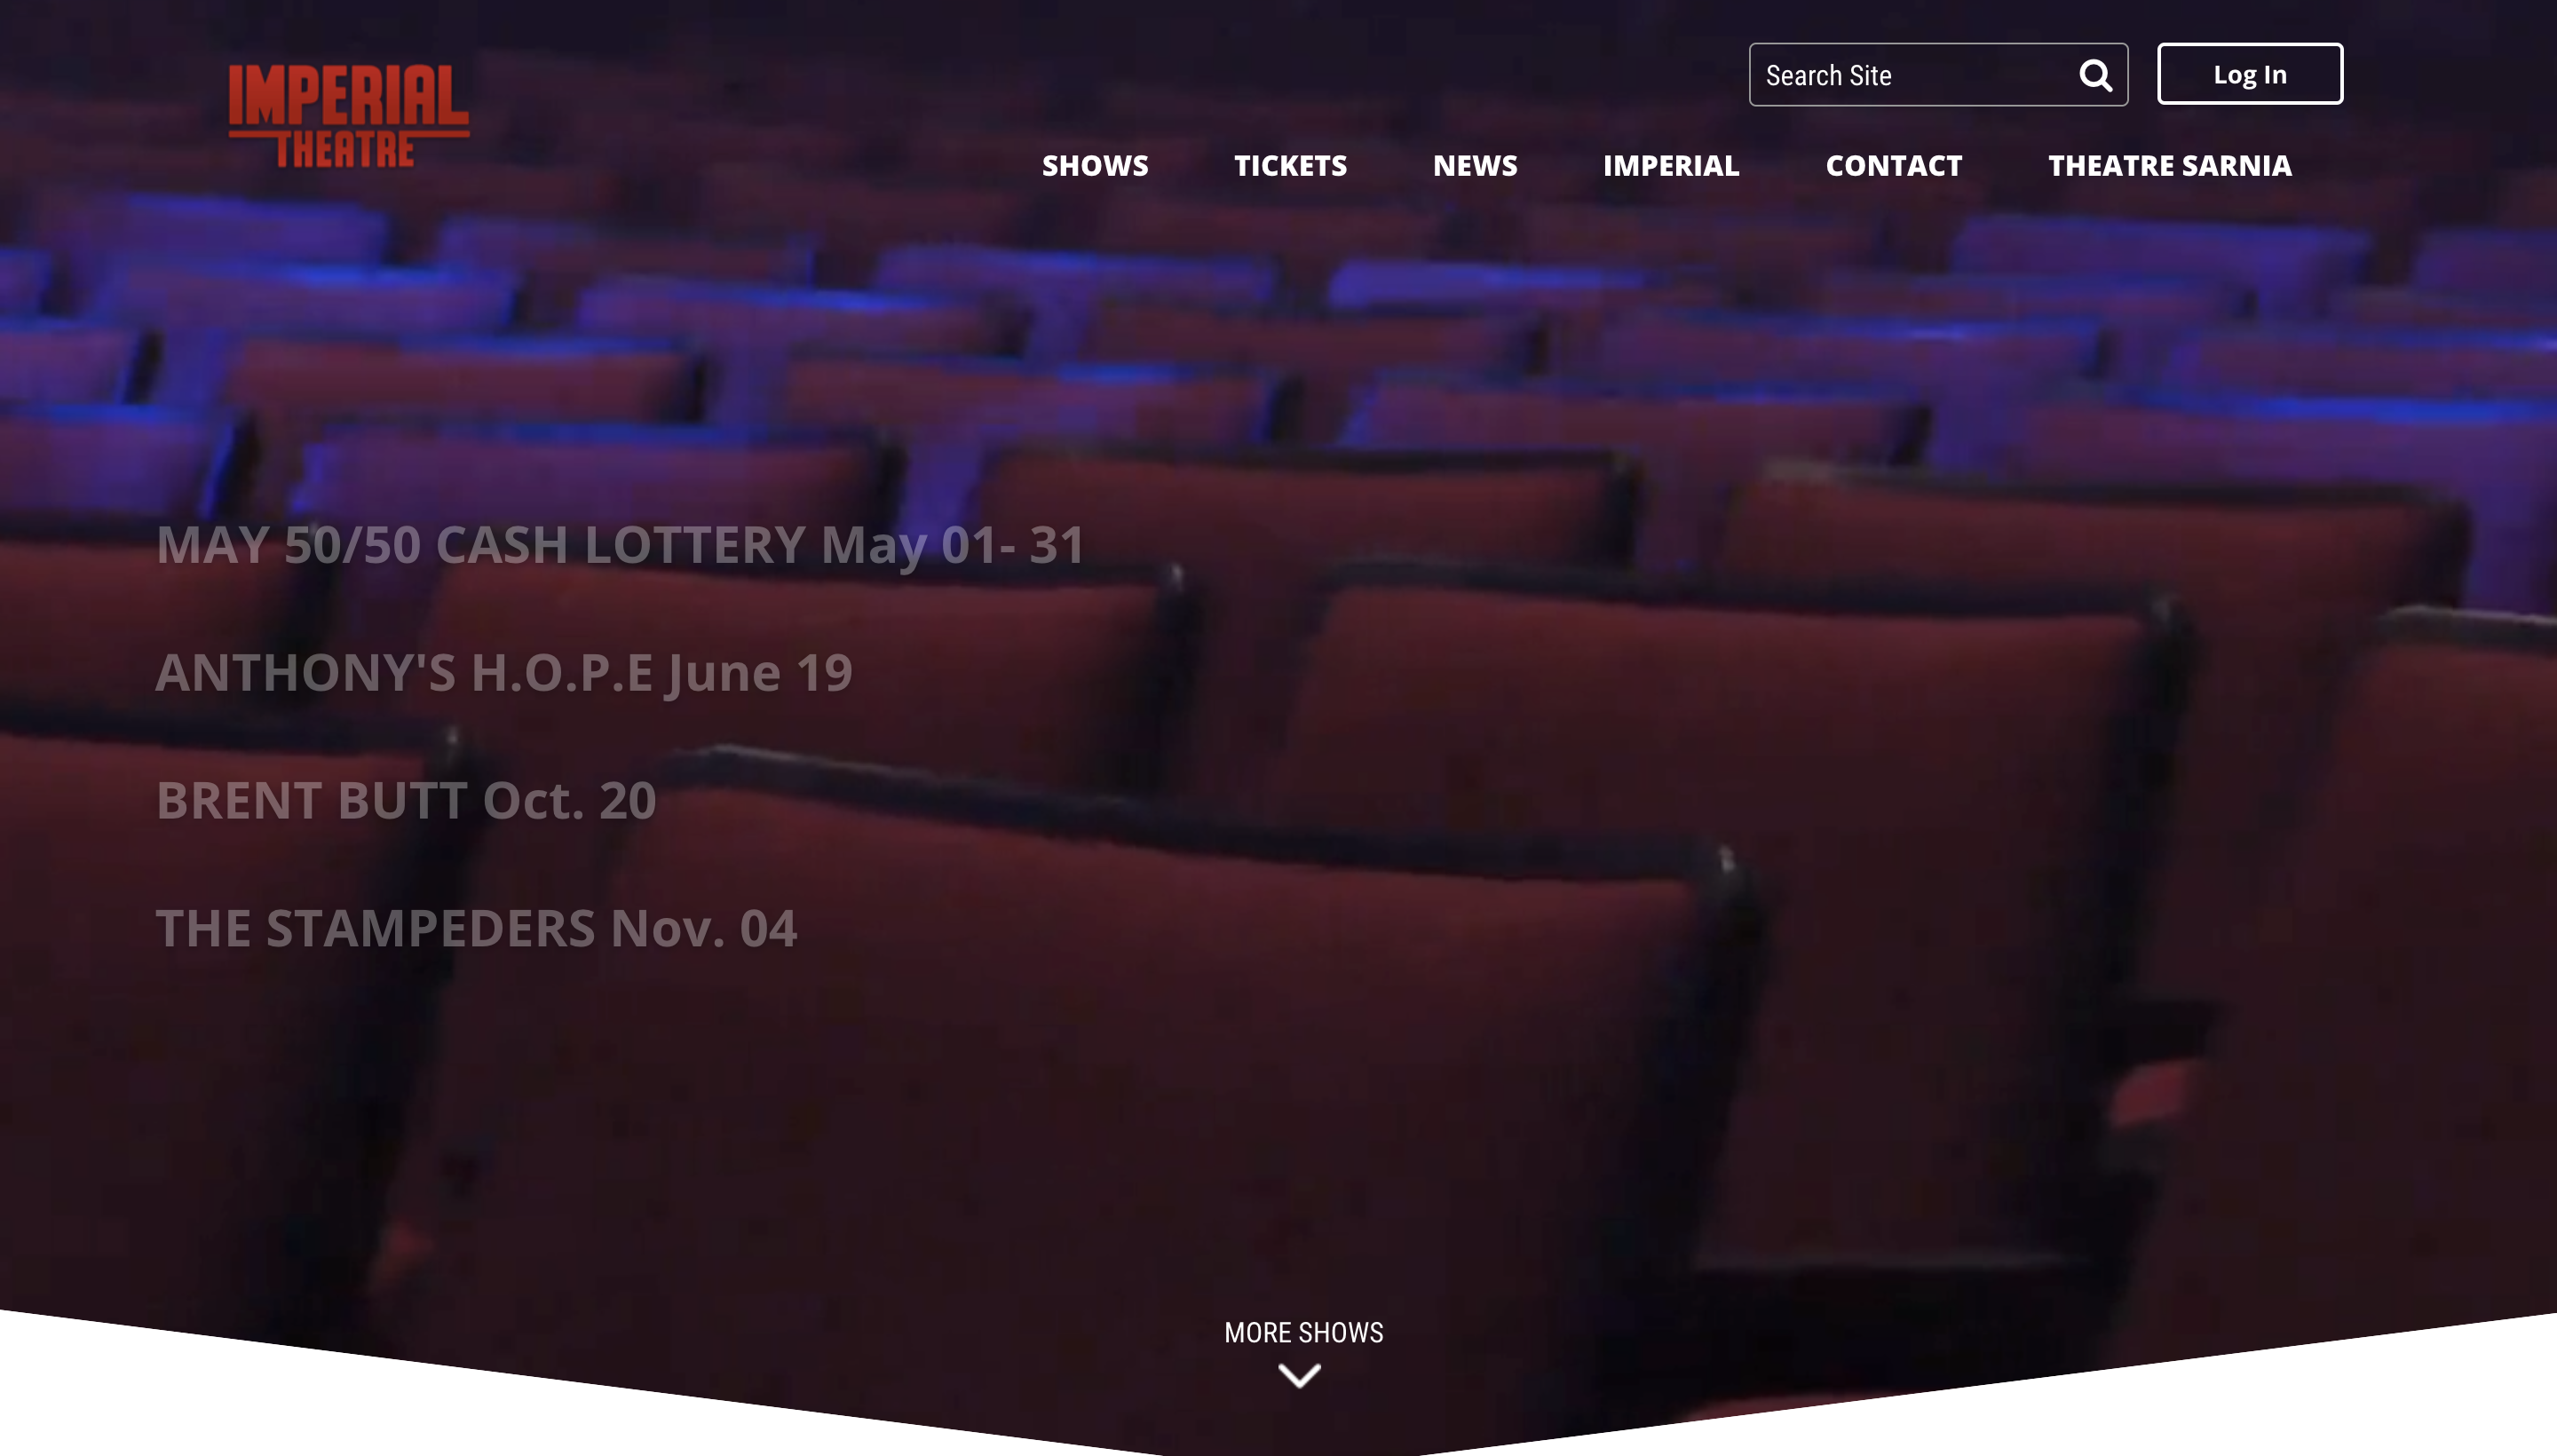 IMPERIAL
THEATRE
Search Site
Log In
SHOWS TICKETS NEWS IMPERIAL CONTACT THEATRE SARNIA
MAY 50/50 CASH LOTTERY May 01- 31
ANTHONY'S H.O.P.E June 19
BRENT BUTT Oct. 20
THE STAMPEDERS Nov. 04
MORE SHOWS